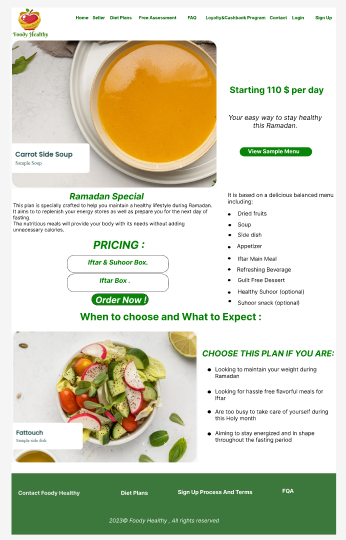 Home Seller Diet Plans Free Assessment FAQ Loyalty&Cashback Program Contact Login Sign Up
Foody Healthy
Starting 110 $ per day
Your easy way to stay healthy
this Ramadan.
View Sample Menu
Carrot Side Soup
Sample Soup
Ramadan Special
This plan is specially crafted to help you maintain a healthy lifestyle during Ramadan.
It aims to to replenish your energy stores as well as prepare you for the next day of
fasting.
The nutritious meals will provide your body with its needs without adding
unnecessary calories.
PRICING :
Iftar & Suhoor Box.
Iftar Box .
Order Now !
It is based on a delicious balanced menu
including:
Dried fruits
Soup
Side dish
Appetizer
Iftar Main Meal
Refreshing Beverage
Guilt Free Dessert
Healthy Suhoor (optional)
Suhoor snack (optional)
When to choose and What to Expect :
Fattouch
Sample side dish
CHOOSE THIS PLAN IF YOU ARE:
Looking to maintain your weight during
Ramadan
Looking for hassle free flavorful meals for
Iftar
Are too busy to take care of yourself during
this Holy month
Aiming to stay energized and in shape
throughout the fasting period
Contact Foody Healthy Diet Plans Sign Up Process And Terms FQA
2023© Foody Healthy , All rights reserved